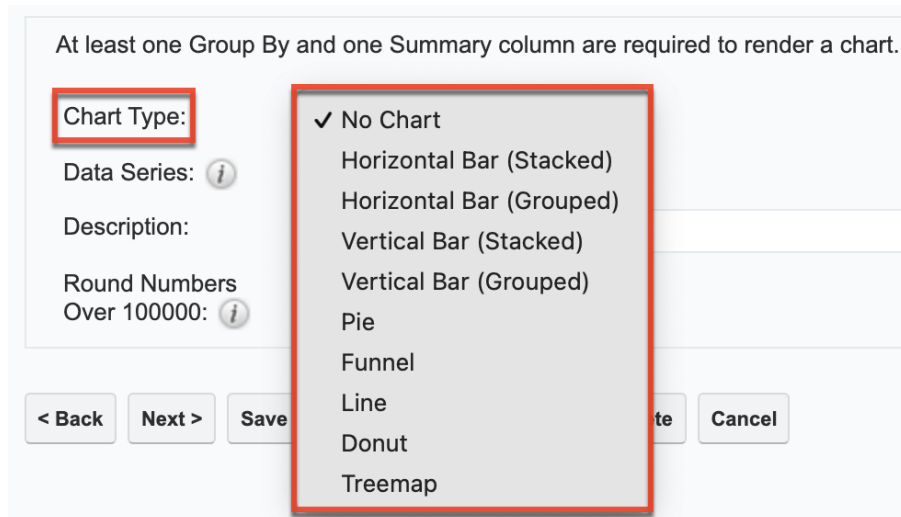 At least one Group By and one Summary column are required to render a chart.
Chart Type:
✓ No Chart
Horizontal Bar (Stacked)
Horizontal Bar (Grouped)
Vertical Bar (Stacked)
Vertical Bar (Grouped)
Pie
Funnel
Line
Donut
Treemap
Data Series: i
Description:
Round Numbers
Over 100000: i
< Back Next > Save te Cancel